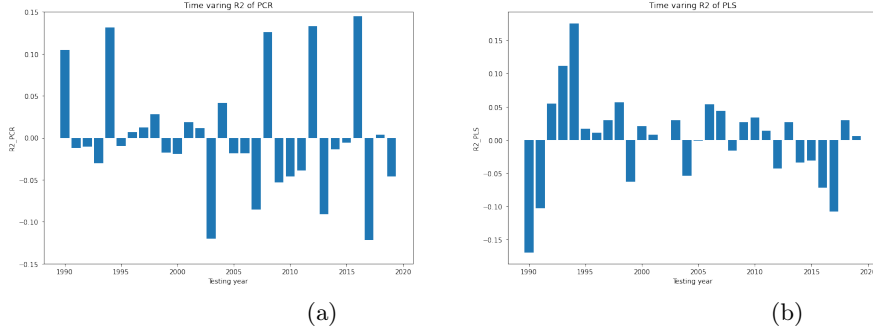 Time varing R2 of PCR
R2_PCR
0.15
0.10
0.05
0.00
−0.05
−0.10
−0.15
1990 1995 2000 2005 2010 2015 2020
Testing year
(a)
Time varing R2 of PLS
R2_PLS
0.15
0.10
0.05
0.00
−0.05
−0.10
−0.15
1990 1995 2000 2005 2010 2015 2020
Testing year
(b)